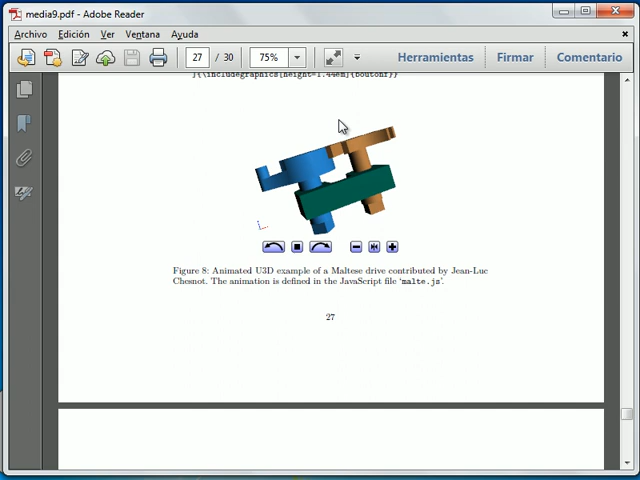 media9.pdf - Adobe Reader
Archivo Edición Ver Ventana Ayuda
27 / 30 75% Herramientas Firmar Comentario
]{\includegraphics[height=1.44em]{boutonf}}
Figure 8: Animated U3D example of a Maltese drive contributed by Jean-Luc
Chesnot. The animation is defined in the JavaScript file ‘malte.js’.
27